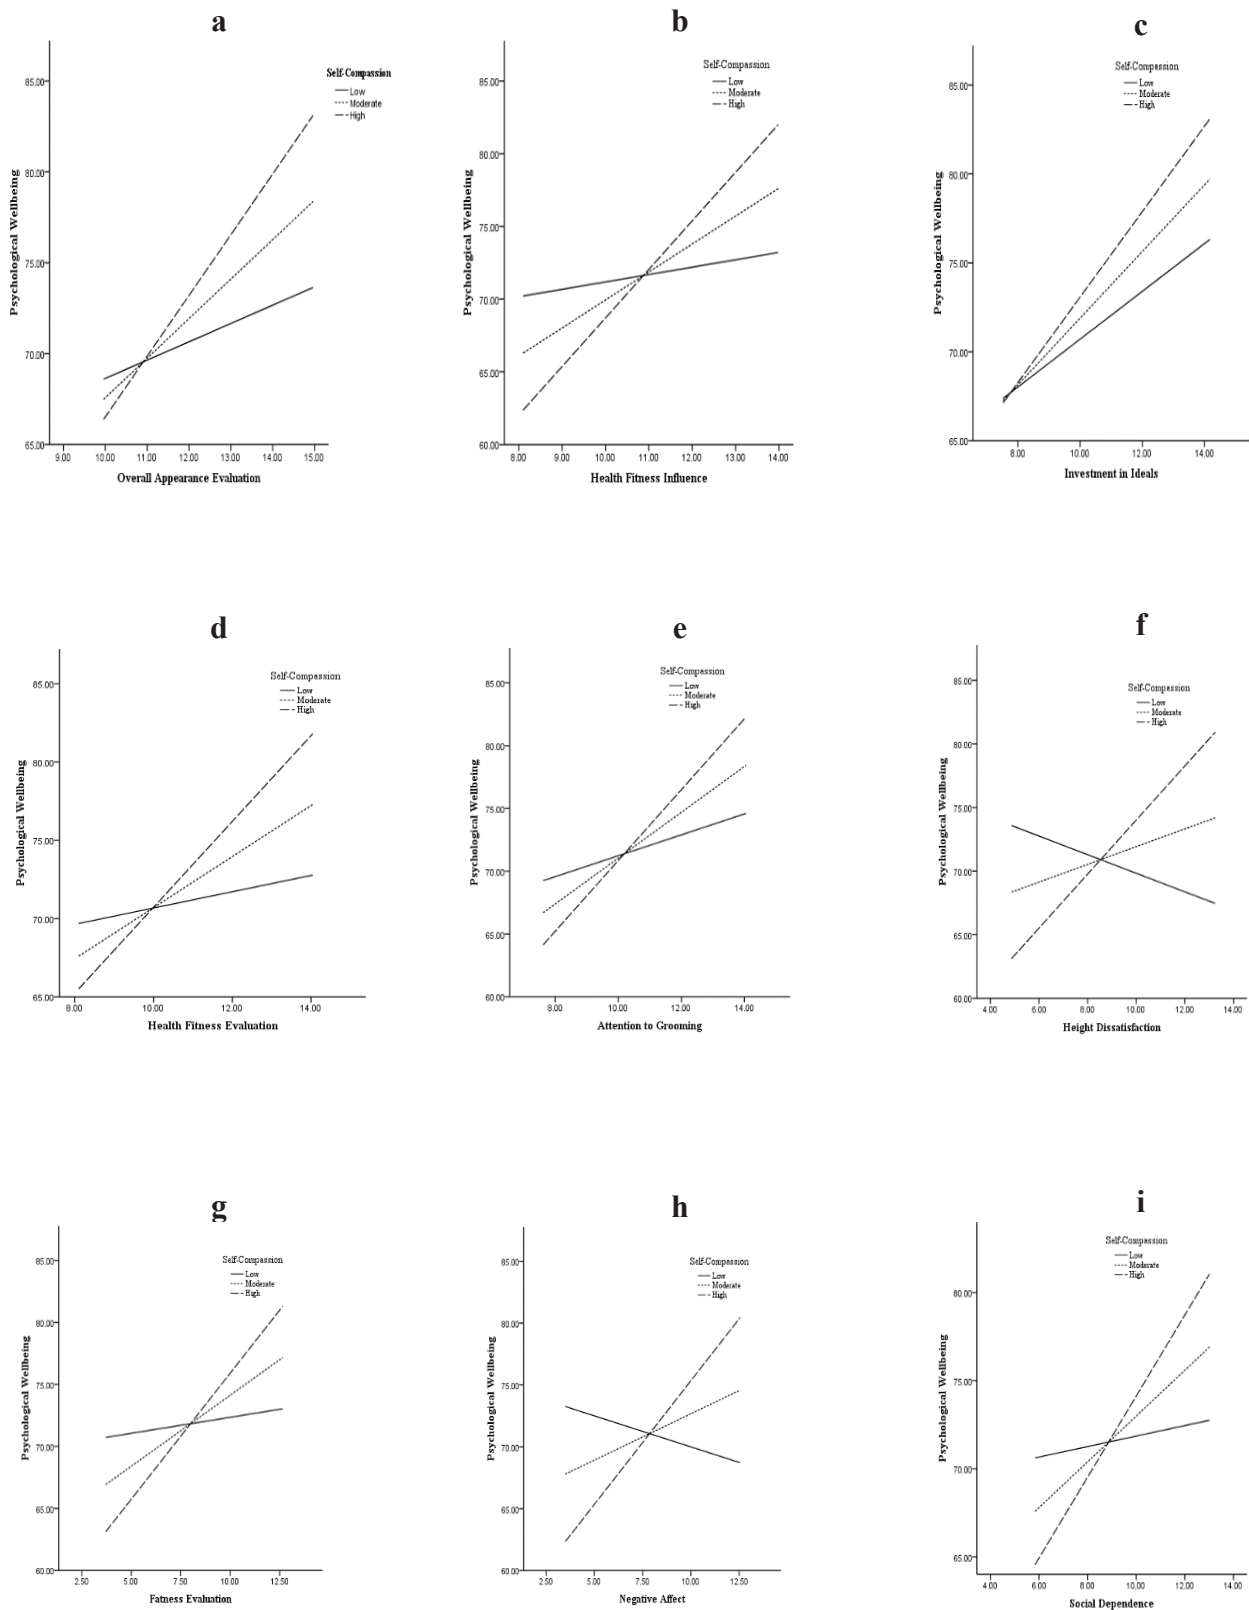 a
Self-Compassion
Low
Moderate
High
Psychological Wellbeing
85.00
80.00
75.00
70.00
65.00
9.00 10.00 11.00 12.00 13.00 14.00 15.00
Overall Appearance Evaluation
b
Self-Compassion
Low
Moderate
High
Psychological Wellbeing
85.00
80.00
75.00
70.00
65.00
60.00
8.00 9.00 10.00 11.00 12.00 13.00 14.00
Health Fitness Influence
c
Self-Compassion
Low
Moderate
High
Psychological Wellbeing
85.00
80.00
75.00
70.00
65.00
8.00 10.00 12.00 14.00
Investment in Ideals
d
Self-Compassion
Low
Moderate
High
Psychological Wellbeing
85.00
80.00
75.00
70.00
65.00
8.00 10.00 12.00 14.00
Health Fitness Evaluation
e
Self-Compassion
Low
Moderate
High
Psychological Wellbeing
85.00
80.00
75.00
70.00
65.00
60.00
8.00 10.00 12.00 14.00
Attention to Grooming
f
Self-Compassion
Low
Moderate
High
Psychological Wellbeing
85.00
80.00
75.00
70.00
65.00
60.00
4.00 6.00 8.00 10.00 12.00 14.00
Height Dissatisfaction
g
Self-Compassion
Low
Moderate
High
Psychological Wellbeing
85.00
80.00
75.00
70.00
65.00
60.00
2.50 5.00 7.50 10.00 12.50
Fatness Evaluation
h
Self-Compassion
Low
Moderate
High
Psychological Wellbeing
85.00
80.00
75.00
70.00
65.00
60.00
2.50 5.00 7.50 10.00 12.50
Negative Affect
i
Self-Compassion
Low
Moderate
High
Psychological Wellbeing
80.00
75.00
70.00
65.00
4.00 6.00 8.00 10.00 12.00 14.00
Social Dependence